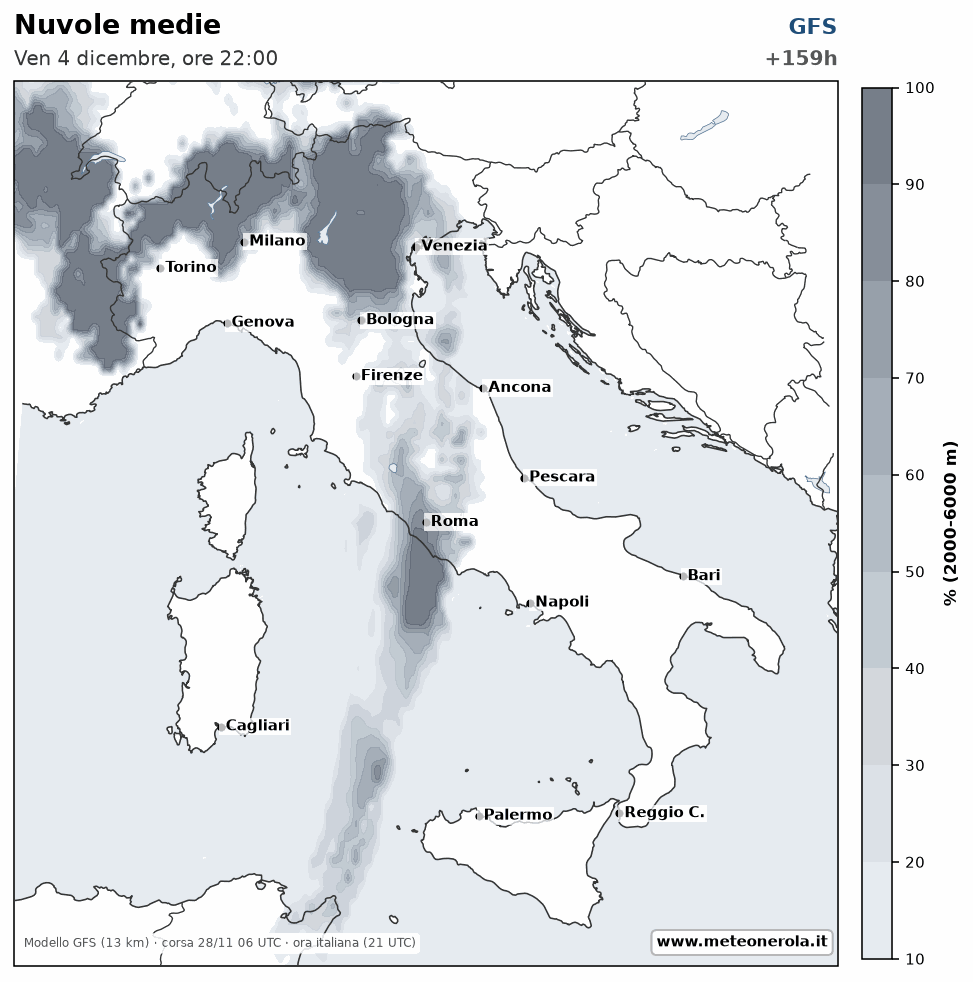 Nuvole medie
GFS
Ven 4 dicembre, ore 22:00
+159h
100
90
80
70
60
50
40
30
20
10
% (2000-6000 m)
Milano
Venezia
Torino
Genova
Bologna
Firenze
Ancona
Pescara
Roma
Bari
Napoli
Cagliari
Palermo
Reggio C.
Modello GFS (13 km) · corsa 28/11 06 UTC · ora italiana (21 UTC)
www.meteonerola.it